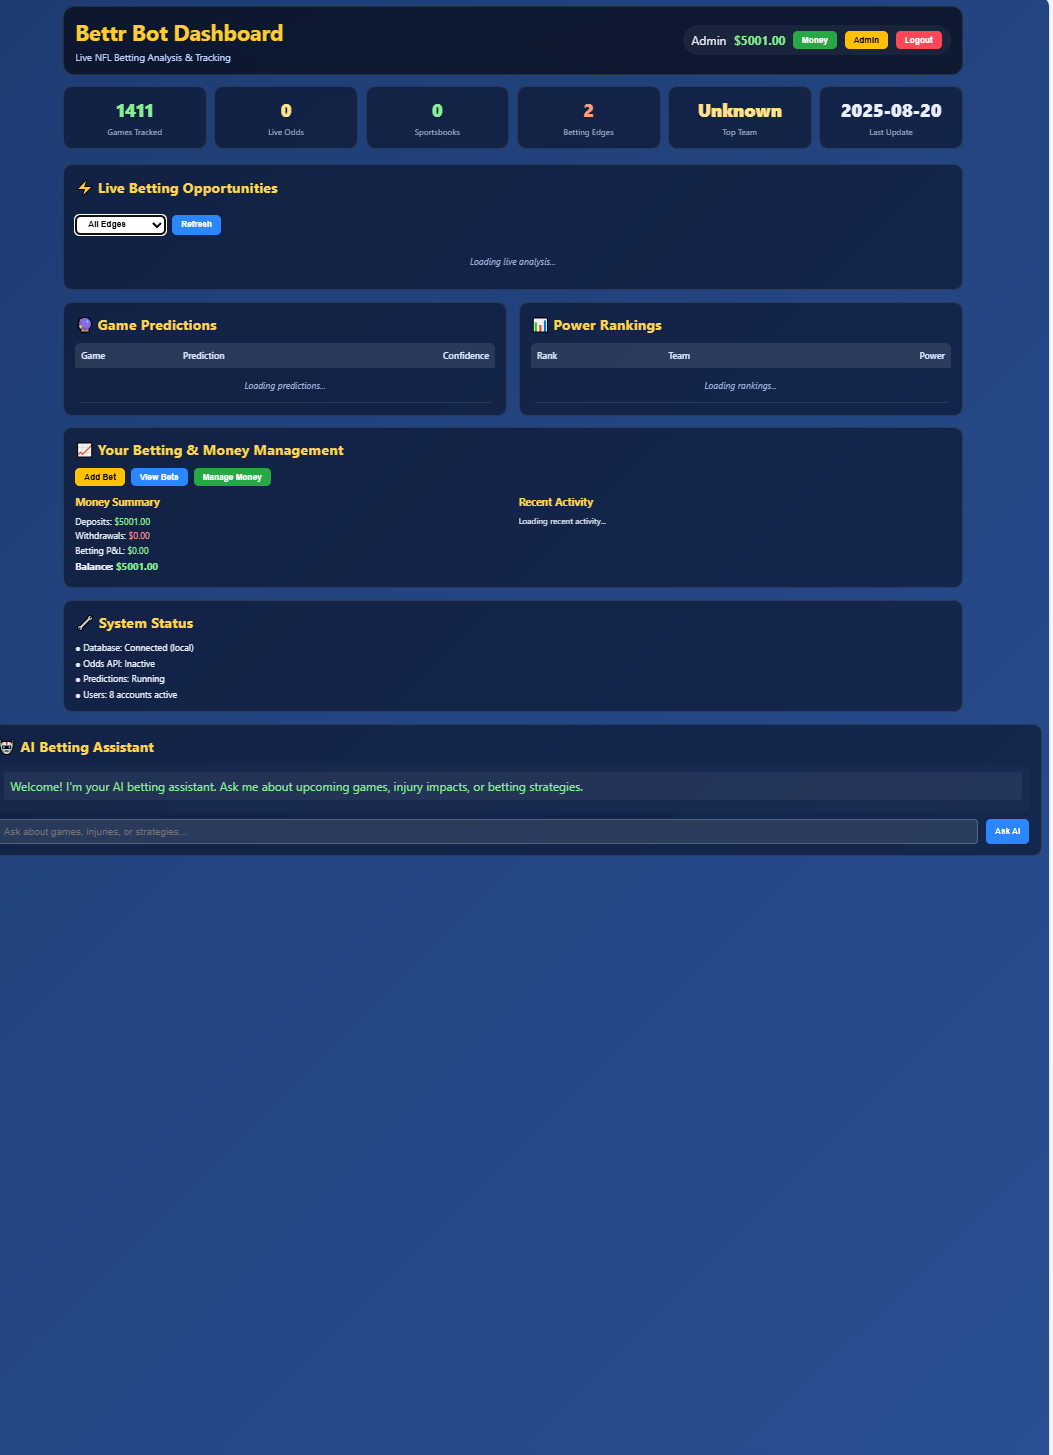 Bettr Bot Dashboard
Live NFL Betting Analysis & Tracking
Admin $5001.00 Money Admin Logout
1411
Games Tracked
0
Live Odds
0
Sportsbooks
2
Betting Edges
Unknown
Top Team
2025-08-20
Last Update
Live Betting Opportunities
All Edges Refresh
Loading live analysis...
Game Predictions
Game Prediction Confidence
Loading predictions...
Power Rankings
Rank Team Power
Loading rankings...
Your Betting & Money Management
Add Bet View Bets Manage Money
Money Summary
Deposits: $5001.00
Withdrawals: $0.00
Betting P&L: $0.00
Balance: $5001.00
Recent Activity
Loading recent activity...
System Status
● Database: Connected (local)
● Odds API: Inactive
● Predictions: Running
● Users: 8 accounts active
AI Betting Assistant
Welcome! I'm your AI betting assistant. Ask me about upcoming games, injury impacts, or betting strategies.
Ask about games, injuries, or strategies... Ask AI